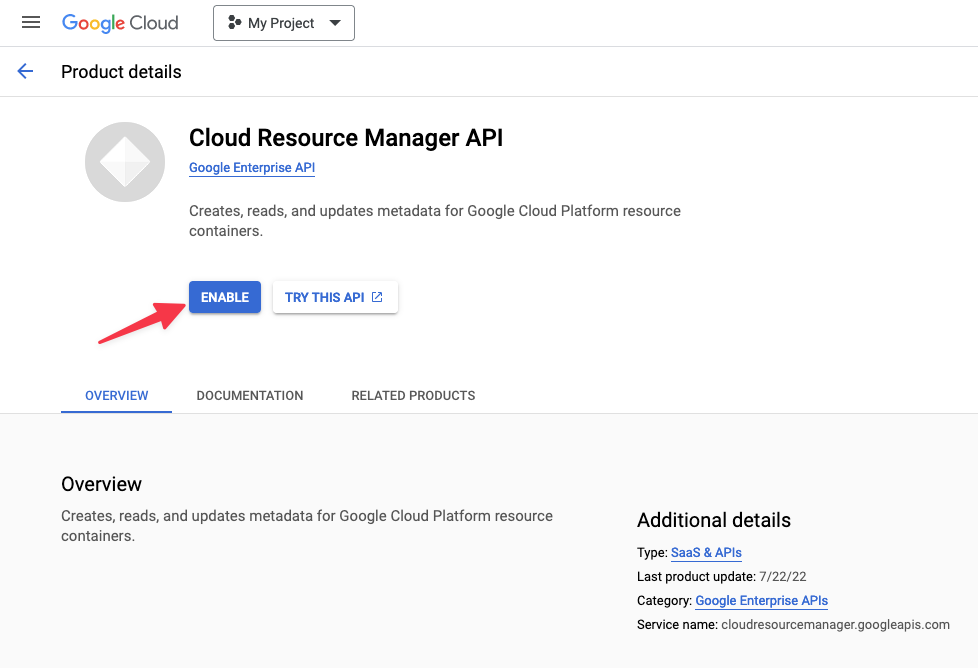 Google Cloud
My Project
Product details
Cloud Resource Manager API
Google Enterprise API
Creates, reads, and updates metadata for Google Cloud Platform resource
containers.
ENABLE
TRY THIS API
OVERVIEW
DOCUMENTATION
RELATED PRODUCTS
Overview
Creates, reads, and updates metadata for Google Cloud Platform resource
containers.
Additional details
Type: SaaS & APIs
Last product update: 7/22/22
Category: Google Enterprise APIs
Service name: cloudresourcemanager.googleapis.com